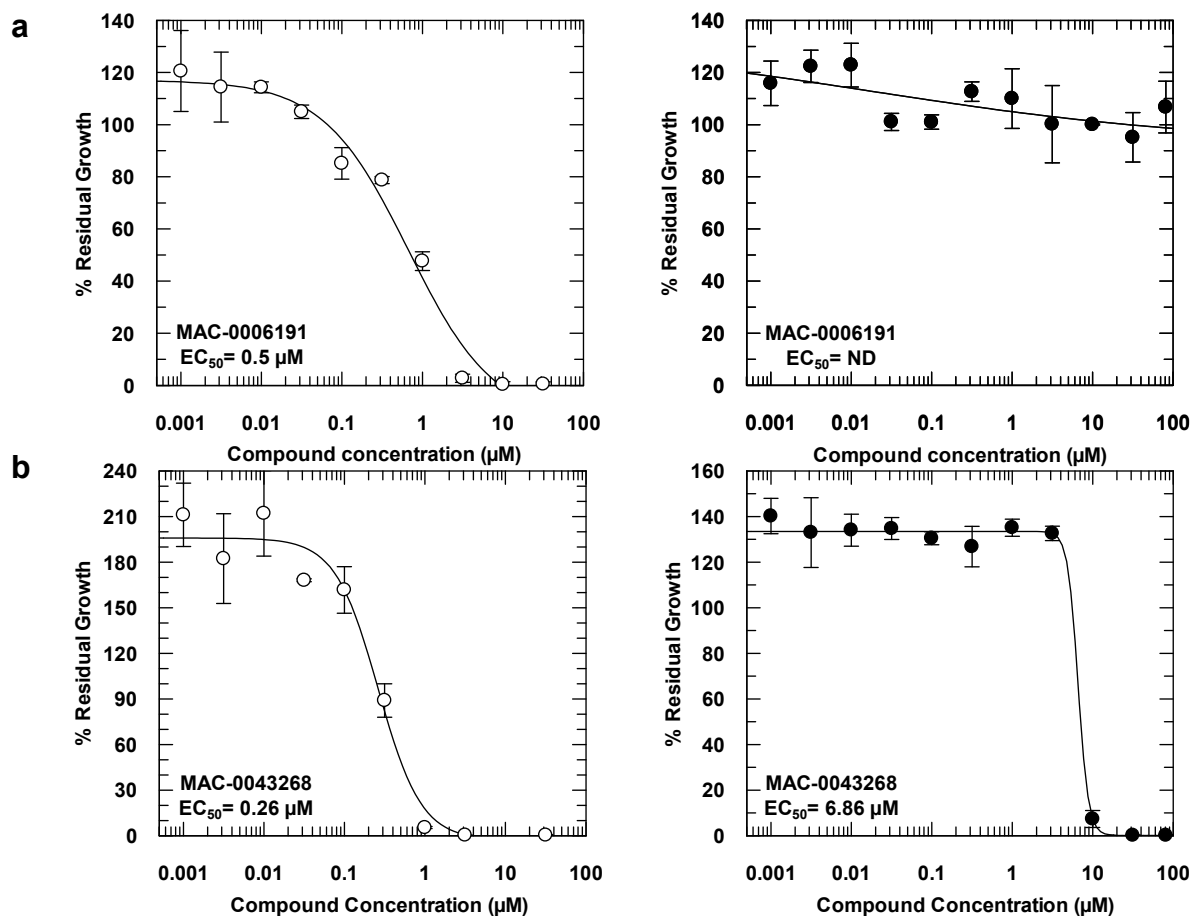 a
% Residual Growth
140
120
100
80
60
40
20
0
MAC-0006191
EC₅₀= 0.5 µM
0.001 0.01 0.1 1 10 100
Compound concentration (µM)
% Residual Growth
140
120
100
80
60
40
20
0
MAC-0006191
EC₅₀= ND
0.001 0.01 0.1 1 10 100
Compound concentration (µM)
b
% Residual Growth
240
210
180
150
120
90
60
30
0
MAC-0043268
EC₅₀= 0.26 µM
0.001 0.01 0.1 1 10 100
Compound Concentration (µM)
% Residual Growth
160
140
120
100
80
60
40
20
0
MAC-0043268
EC₅₀= 6.86 µM
0.001 0.01 0.1 1 10 100
Compound Concentration (µM)